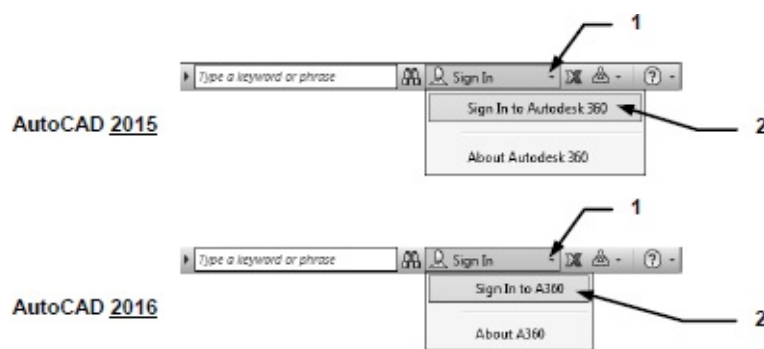 1
Type a keyword or phrase Sign In
Sign In to Autodesk 360
2
AutoCAD 2015
About Autodesk 360
1
Type a keyword or phrase Sign In
Sign In to A360
AutoCAD 2016
2
About A360